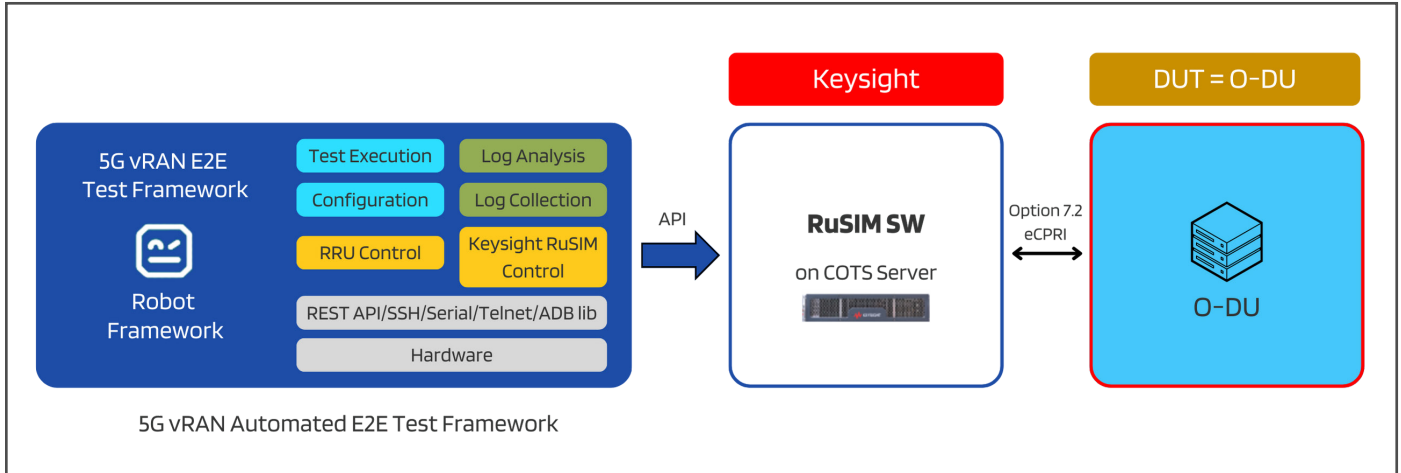 Keysight
DUT = O-DU
5G vRAN E2E
Test Framework
Robot
Framework
Test Execution
Log Analysis
Configuration
Log Collection
RRU Control
Keysight RuSIM
Control
REST API/SSH/Serial/Telnet/ADB lib
Hardware
API
RuSIM SW
on COTS Server
KEYSIGHT
Option 7.2
eCPRI
O-DU
5G vRAN Automated E2E Test Framework